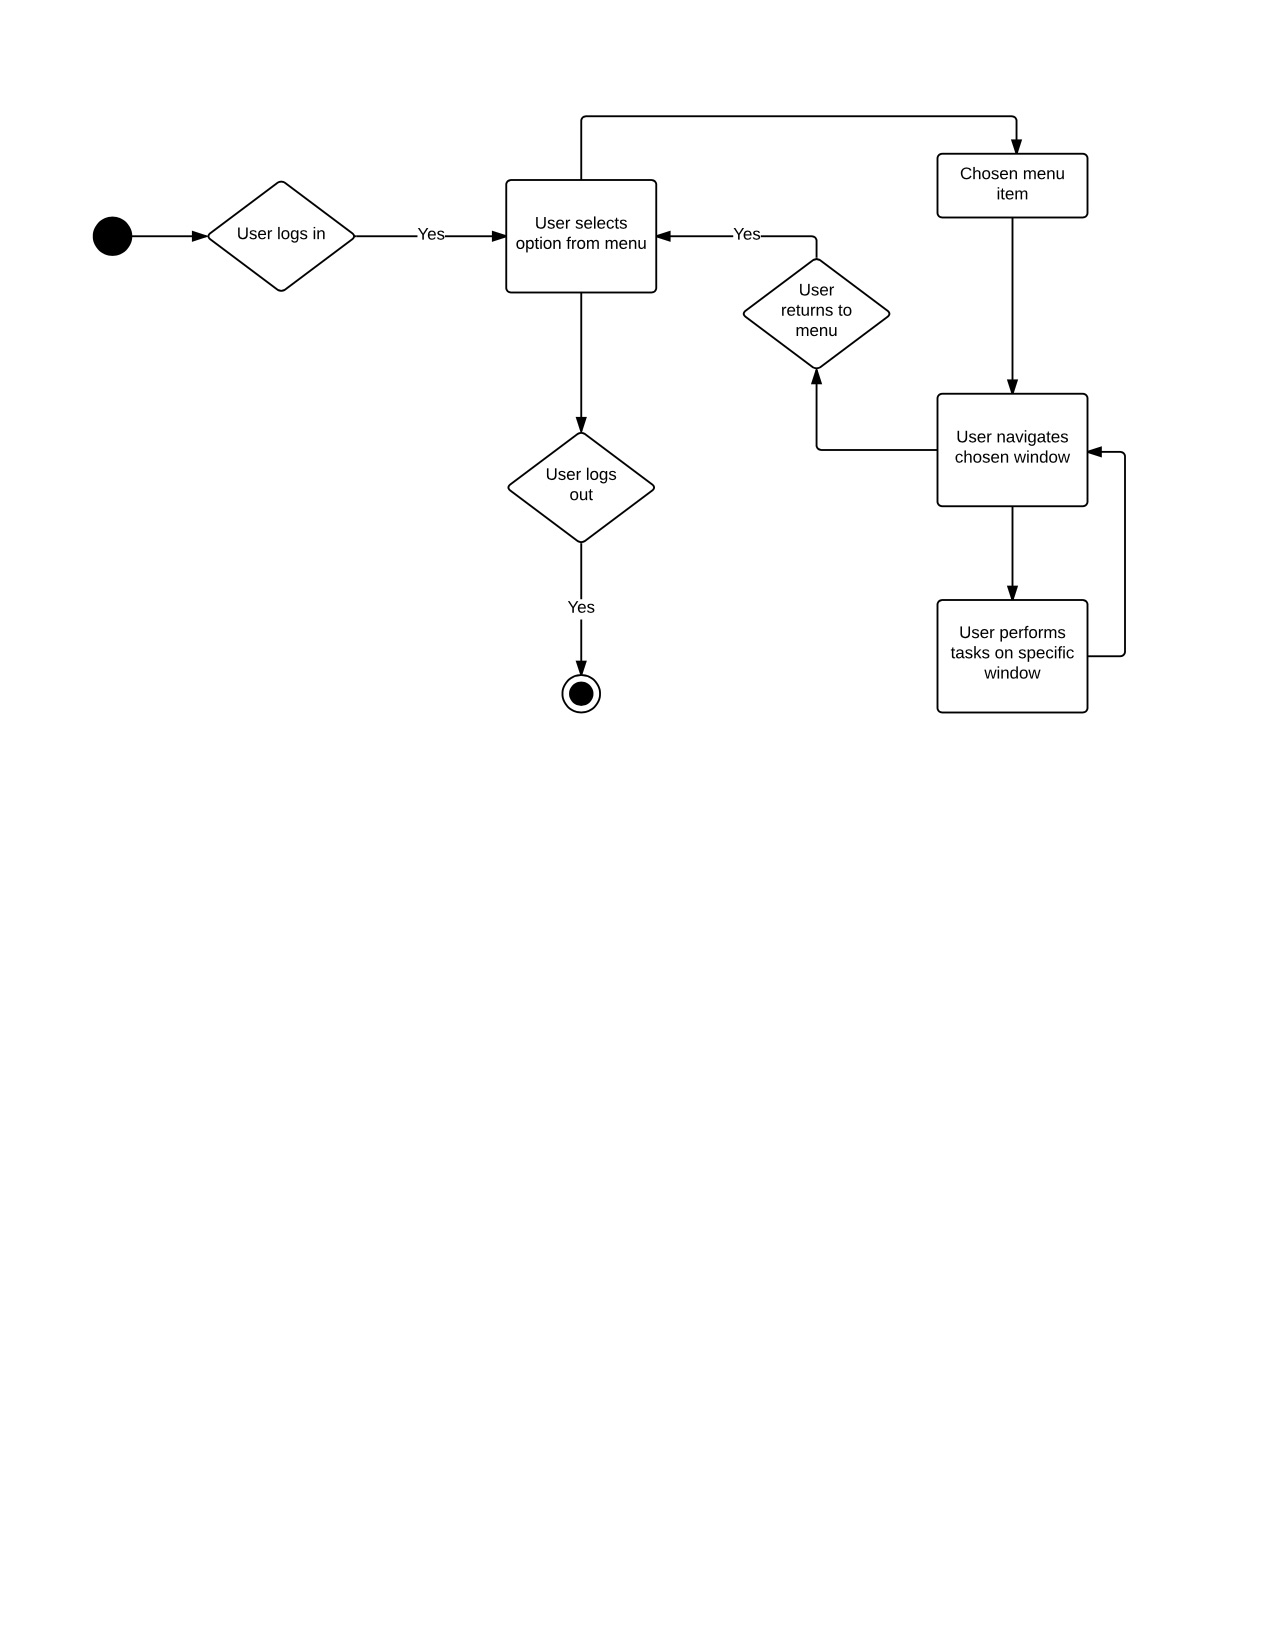 User logs in
Yes
User selects
option from menu
Yes
User
returns to
menu
Chosen menu
item
User navigates
chosen window
User logs
out
Yes
User performs
tasks on specific
window